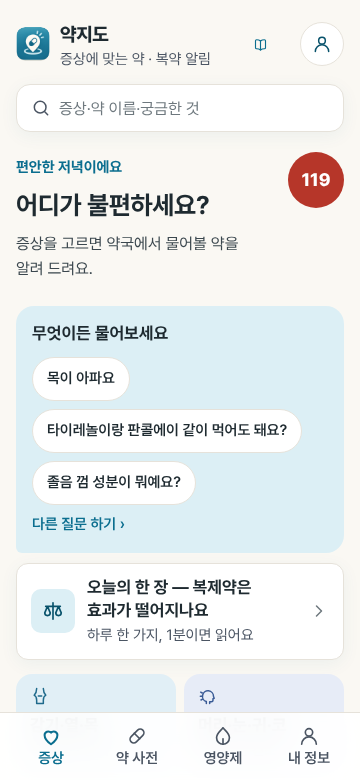 약지도
증상에 맞는 약 · 복약 알림
증상·약 이름·궁금한 것
편안한 저녁이에요
119
어디가 불편하세요?
증상을 고르면 약국에서 물어볼 약을
알려 드려요.
무엇이든 물어보세요
목이 아파요
타이레놀이랑 판콜에이 같이 먹어도 돼요?
졸음 껌 성분이 뭐예요?
다른 질문 하기 ›
오늘의 한 장 — 복제약은
효과가 떨어지나요
하루 한 가지, 1분이면 읽어요
증상
약 사전
영양제
내 정보